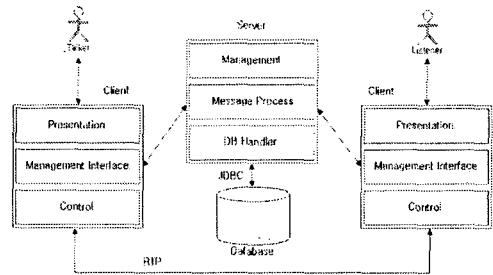 Server
Talker
Listener
Management
Client
Client
Message Process
Presentation
Presentation
DB Handler
Management Interface
Management Interface
JDBC
Control
Control
Database
RTP